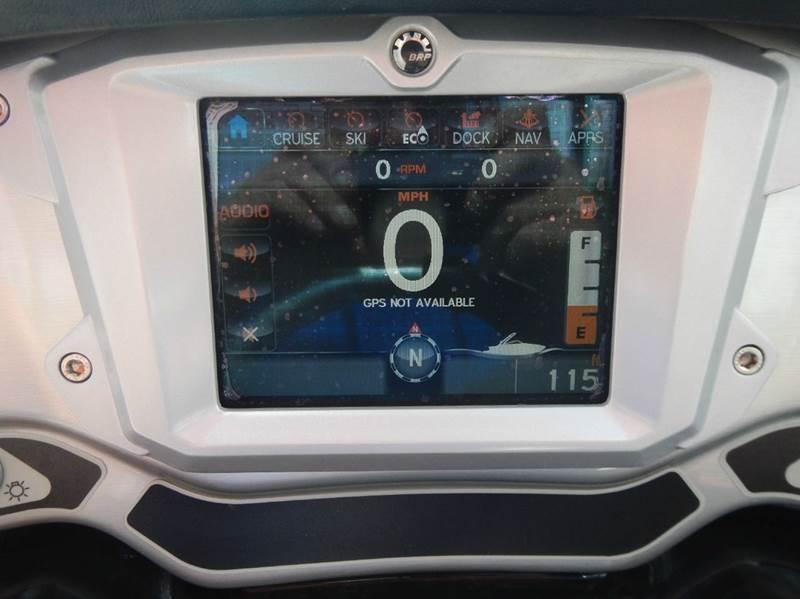 BRP
CRUISE SKI ECO DOCK NAV APPS
0 RPM 0
MPH
AUDIO
0
F
GPS NOT AVAILABLE
E
N
N
115